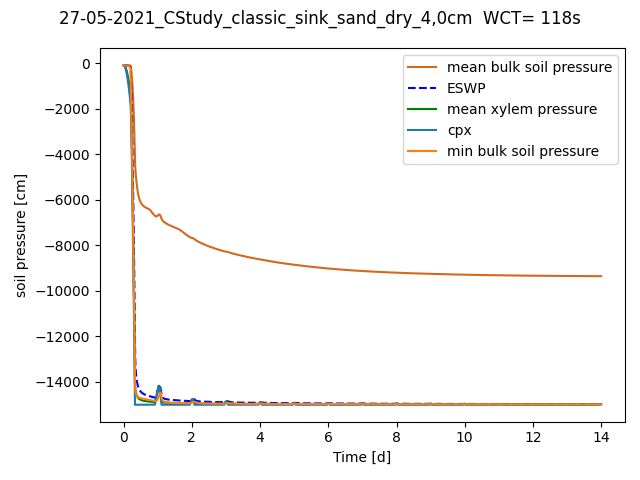 27-05-2021_CStudy_classic_sink_sand_dry_4,0cm  WCT= 118s
mean bulk soil pressure
ESWP
mean xylem pressure
cpx
min bulk soil pressure
soil pressure [cm]
0
−2000
−4000
−6000
−8000
−10000
−12000
−14000
0 2 4 6 8 10 12 14
Time [d]